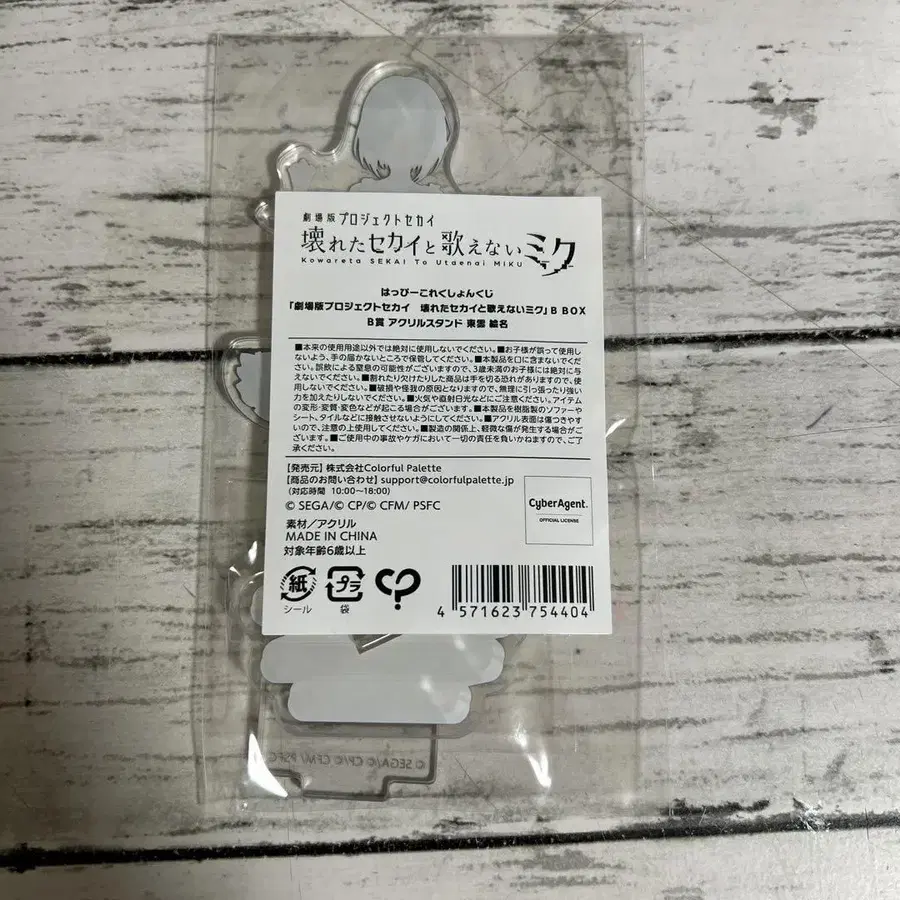 劇場版プロジェクトセカイ
壊れたセカイと歌えないミク
Kowareta SEKAI To Utaenai MIKU
はっぴーこれくしょんくじ
「劇場版プロジェクトセカイ 壊れたセカイと歌えないミク」B BOX
B賞 アクリルスタンド 東雲 絵名
■本来の使用用途以外では絶対に使用しないでください。■お子様が誤って使用し
ないよう、手の届かないところで保管してください。■本製品を口に含まないでくだ
さい。誤飲による窒息の可能性がございますので、3歳未満のお子様には絶対に与
えないでください。■割れたり欠けたりした商品は手を切る恐れがありますので、使
用しないでください。■破損や怪我の原因となりますので、無理に引っ張ったり強い
力を加えたりしないでください。■火気や直射日光などにご注意ください。アイテム
の変形・変質・変色などが起こる場合がございます。■本製品を樹脂製のソファーや
シート、タイルなどに接触させないようにしてください。■アクリル表面は傷つきやす
いので、注意の上使用してください。■製造の関係上、軽微な傷が発生する場合がご
ざいます。■ご使用中の事故やケガにおいて一切の責任を負いかねますので、ご了
承ください。
【発売元】株式会社Colorful Palette
【商品のお問い合わせ】support@colorfulpalette.jp
(対応時間 10:00～18:00)
© SEGA/© CP/© CFM/ PSFC
素材／アクリル
MADE IN CHINA
対象年齢6歳以上
CyberAgent.
OFFICIAL LICENSE
紙
シール
プラ
袋
4 571623 754404
© SEGA/© CP/© CFM/ PSFC